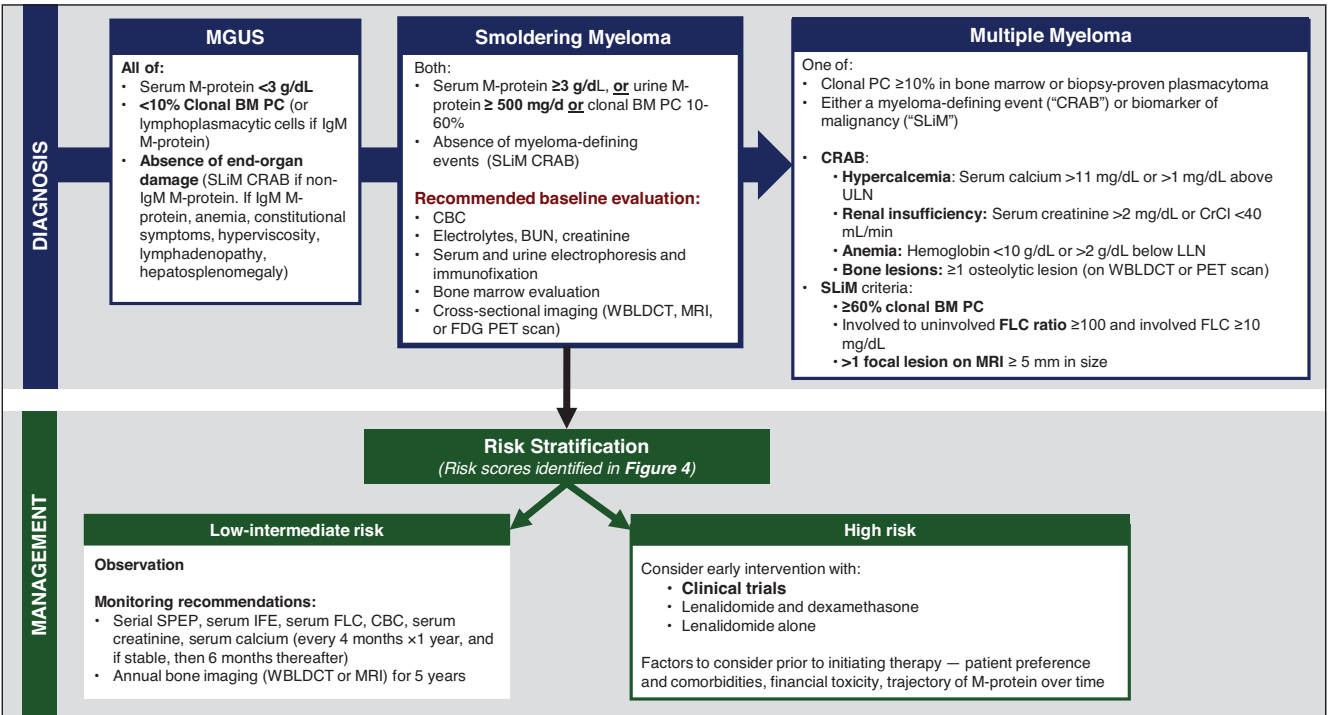 DIAGNOSIS
MGUS
All of:
• Serum M-protein <3 g/dL
• <10% Clonal BM PC (or
lymphoplasmacytic cells if IgM
M-protein)
• Absence of end-organ
damage (SLiM CRAB if non-
IgM M-protein. If IgM M-
protein, anemia, constitutional
symptoms, hyperviscosity,
lymphadenopathy,
hepatosplenomegaly)
Smoldering Myeloma
Both:
• Serum M-protein ≥3 g/dL, or urine M-
protein ≥ 500 mg/d or clonal BM PC 10-
60%
• Absence of myeloma-defining
events (SLiM CRAB)
Recommended baseline evaluation:
• CBC
• Electrolytes, BUN, creatinine
• Serum and urine electrophoresis and
immunofixation
• Bone marrow evaluation
• Cross-sectional imaging (WBLDCT, MRI,
or FDG PET scan)
Multiple Myeloma
One of:
• Clonal PC ≥10% in bone marrow or biopsy-proven plasmacytoma
• Either a myeloma-defining event (“CRAB”) or biomarker of
malignancy (“SLiM”)
• CRAB:
• Hypercalcemia: Serum calcium >11 mg/dL or >1 mg/dL above
ULN
• Renal insufficiency: Serum creatinine >2 mg/dL or CrCl <40
mL/min
• Anemia: Hemoglobin <10 g/dL or >2 g/dL below LLN
• Bone lesions: ≥1 osteolytic lesion (on WBLDCT or PET scan)
• SLiM criteria:
• ≥60% clonal BM PC
• Involved to uninvolved FLC ratio ≥100 and involved FLC ≥10
mg/dL
• >1 focal lesion on MRI ≥ 5 mm in size
MANAGEMENT
Risk Stratification
(Risk scores identified in Figure 4)
Low-intermediate risk
Observation
Monitoring recommendations:
• Serial SPEP, serum IFE, serum FLC, CBC, serum
creatinine, serum calcium (every 4 months ×1 year, and
if stable, then 6 months thereafter)
• Annual bone imaging (WBLDCT or MRI) for 5 years
High risk
Consider early intervention with:
• Clinical trials
• Lenalidomide and dexamethasone
• Lenalidomide alone
Factors to consider prior to initiating therapy — patient preference
and comorbidities, financial toxicity, trajectory of M-protein over time